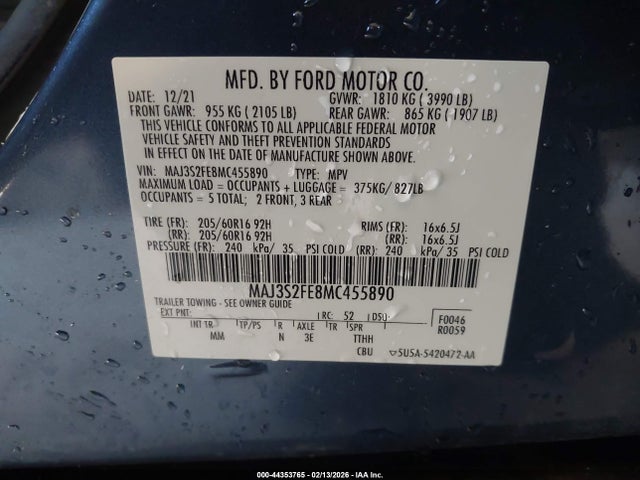 MFD. BY FORD MOTOR CO.
DATE: 12/21 GVWR: 1810 KG ( 3990 LB)
FRONT GAWR: 955 KG ( 2105 LB) REAR GAWR: 865 KG ( 1907 LB)
THIS VEHICLE CONFORMS TO ALL APPLICABLE FEDERAL MOTOR
VEHICLE SAFETY AND THEFT PREVENTION STANDARDS
IN EFFECT ON THE DATE OF MANUFACTURE SHOWN ABOVE.
VIN: MAJ3S2FE8MC455890 TYPE: MPV
MAXIMUM LOAD = OCCUPANTS + LUGGAGE = 375KG/ 827LB
OCCUPANTS = 5 TOTAL; 2 FRONT, 3 REAR
TIRE (FR): 205/60R16 92H RIMS (FR): 16x6.5J
(RR): 205/60R16 92H (RR): 16x6.5J
PRESSURE (FR): 240 kPa/ 35 PSI COLD (RR): 240 kPa/ 35 PSI COLD
MAJ3S2FE8MC455890
TRAILER TOWING - SEE OWNER GUIDE
EXT PNT: RC: 52 DSO: F0046
R0059
INT TR TP/PS R AXLE TR SPR
MM N 3E TTHH
CBU 5U5A-5420472-AA
000-44353765 - 02/13/2026 - IAA Inc.